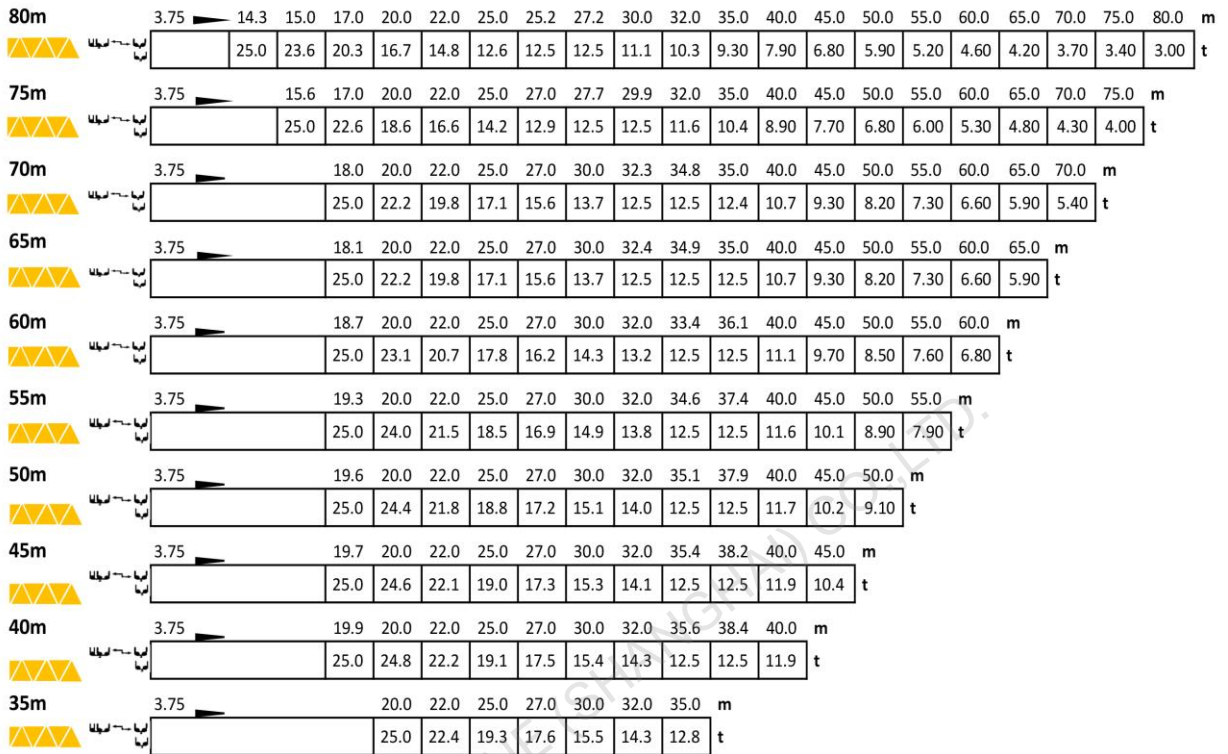 80m 3.75 14.3 15.0 17.0 20.0 22.0 25.0 25.2 27.2 30.0 32.0 35.0 40.0 45.0 50.0 55.0 60.0 65.0 70.0 75.0 80.0 m
25.0 23.6 20.3 16.7 14.8 12.6 12.5 12.5 11.1 10.3 9.30 7.90 6.80 5.90 5.20 4.60 4.20 3.70 3.40 3.00 t
75m 3.75 15.6 17.0 20.0 22.0 25.0 27.0 27.7 29.9 32.0 35.0 40.0 45.0 50.0 55.0 60.0 65.0 70.0 75.0 m
25.0 22.6 18.6 16.6 14.2 12.9 12.5 12.5 11.6 10.4 8.90 7.70 6.80 6.00 5.30 4.80 4.30 4.00 t
70m 3.75 18.0 20.0 22.0 25.0 27.0 30.0 32.3 34.8 35.0 40.0 45.0 50.0 55.0 60.0 65.0 70.0 m
25.0 22.2 19.8 17.1 15.6 13.7 12.5 12.5 12.4 10.7 9.30 8.20 7.30 6.60 5.90 5.40 t
65m 3.75 18.1 20.0 22.0 25.0 27.0 30.0 32.4 34.9 35.0 40.0 45.0 50.0 55.0 60.0 65.0 m
25.0 22.2 19.8 17.1 15.6 13.7 12.5 12.5 12.5 10.7 9.30 8.20 7.30 6.60 5.90 t
60m 3.75 18.7 20.0 22.0 25.0 27.0 30.0 32.0 33.4 36.1 40.0 45.0 50.0 55.0 60.0 m
25.0 23.1 20.7 17.8 16.2 14.3 13.2 12.5 12.5 11.1 9.70 8.50 7.60 6.80 t
55m 3.75 19.3 20.0 22.0 25.0 27.0 30.0 32.0 34.6 37.4 40.0 45.0 50.0 55.0 m
25.0 24.0 21.5 18.5 16.9 14.9 13.8 12.5 12.5 11.6 10.1 8.90 7.90 t
50m 3.75 19.6 20.0 22.0 25.0 27.0 30.0 32.0 35.1 37.9 40.0 45.0 50.0 m
25.0 24.4 21.8 18.8 17.2 15.1 14.0 12.5 12.5 11.7 10.2 9.10 t
45m 3.75 19.7 20.0 22.0 25.0 27.0 30.0 32.0 35.4 38.2 40.0 45.0 m
25.0 24.6 22.1 19.0 17.3 15.3 14.1 12.5 12.5 11.9 10.4 t
40m 3.75 19.9 20.0 22.0 25.0 27.0 30.0 32.0 35.6 38.4 40.0 m
25.0 24.8 22.2 19.1 17.5 15.4 14.3 12.5 12.5 11.9 t
35m 3.75 20.0 22.0 25.0 27.0 30.0 32.0 35.0 m
25.0 22.4 19.3 17.6 15.5 14.3 12.8 t
(SHANGHAI) CO.,LTD.